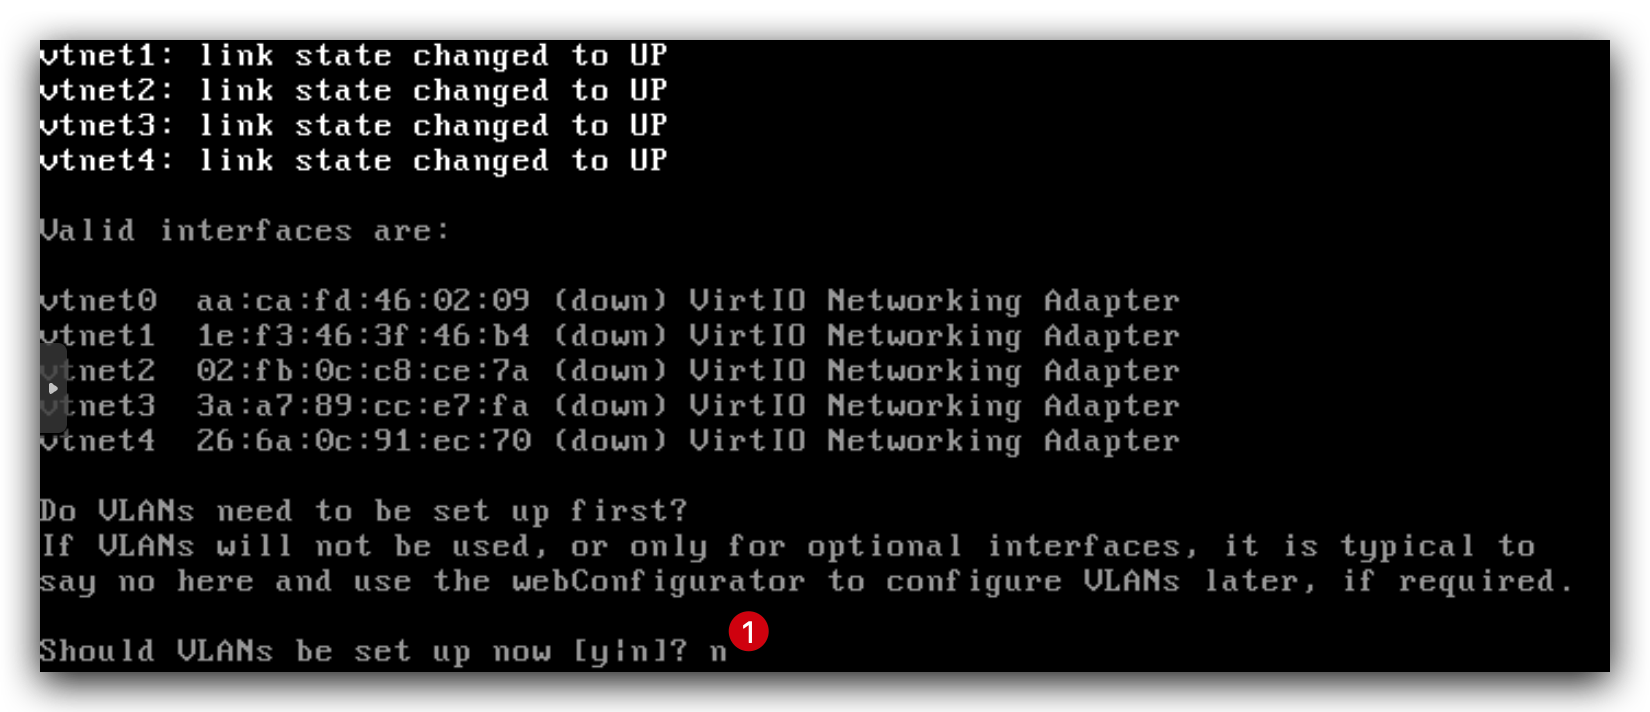 vtnet1: link state changed to UP
vtnet2: link state changed to UP
vtnet3: link state changed to UP
vtnet4: link state changed to UP
Valid interfaces are:
vtnet0 aa:ca:fd:46:02:09 (down) VirtIO Networking Adapter
vtnet1 1e:f3:46:3f:46:b4 (down) VirtIO Networking Adapter
vtnet2 02:fb:0c:c8:ce:7a (down) VirtIO Networking Adapter
vtnet3 3a:a7:89:cc:e7:fa (down) VirtIO Networking Adapter
vtnet4 26:6a:0c:91:ec:70 (down) VirtIO Networking Adapter
Do VLANs need to be set up first?
If VLANs will not be used, or only for optional interfaces, it is typical to
say no here and use the webConfigurator to configure VLANs later, if required.
Should VLANs be set up now [y|n]? n 1